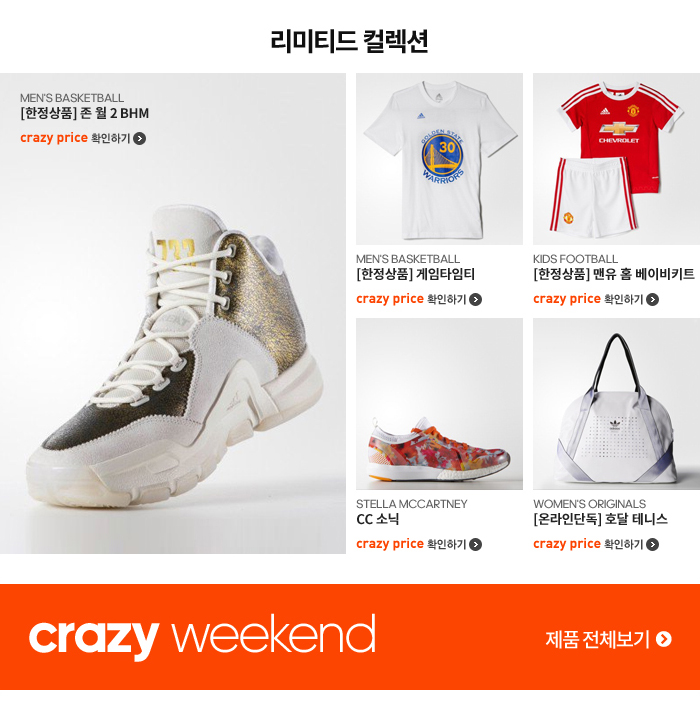 리미티드 컬렉션
MEN'S BASKETBALL
[한정상품] 존 월 2 BHM
crazy price 확인하기
GOLDEN STATE
30
WARRIORS
MEN'S BASKETBALL
[한정상품] 게임타임티
crazy price 확인하기
CHEVROLET
KIDS FOOTBALL
[한정상품] 맨유 홈 베이비키트
crazy price 확인하기
STELLA MCCARTNEY
CC 소닉
crazy price 확인하기
WOMEN'S ORIGINALS
[온라인단독] 호달 테니스
crazy price 확인하기
crazy weekend
제품 전체보기